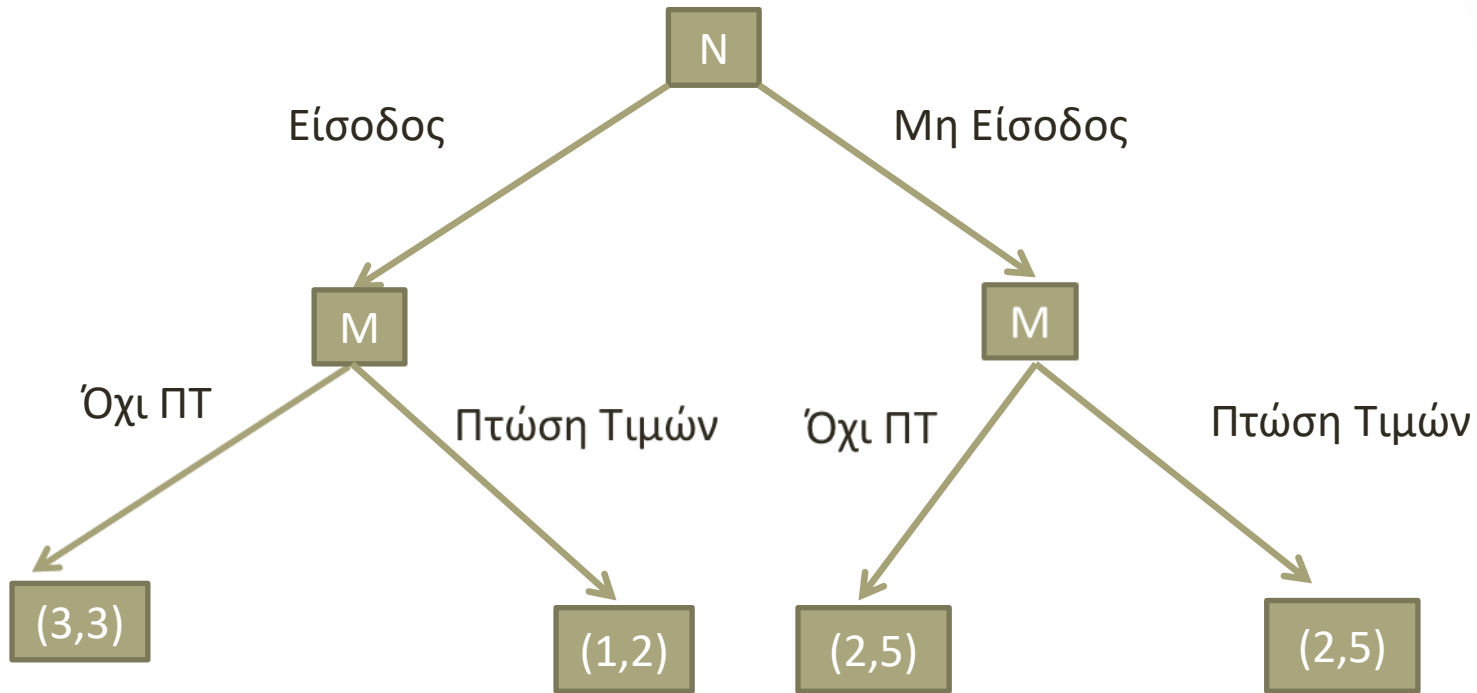 N
Είσοδος
Μη Είσοδος
M
M
Όχι ΠΤ
Πτώση Τιμών
Όχι ΠΤ
Πτώση Τιμών
(3,3)
(1,2)
(2,5)
(2,5)